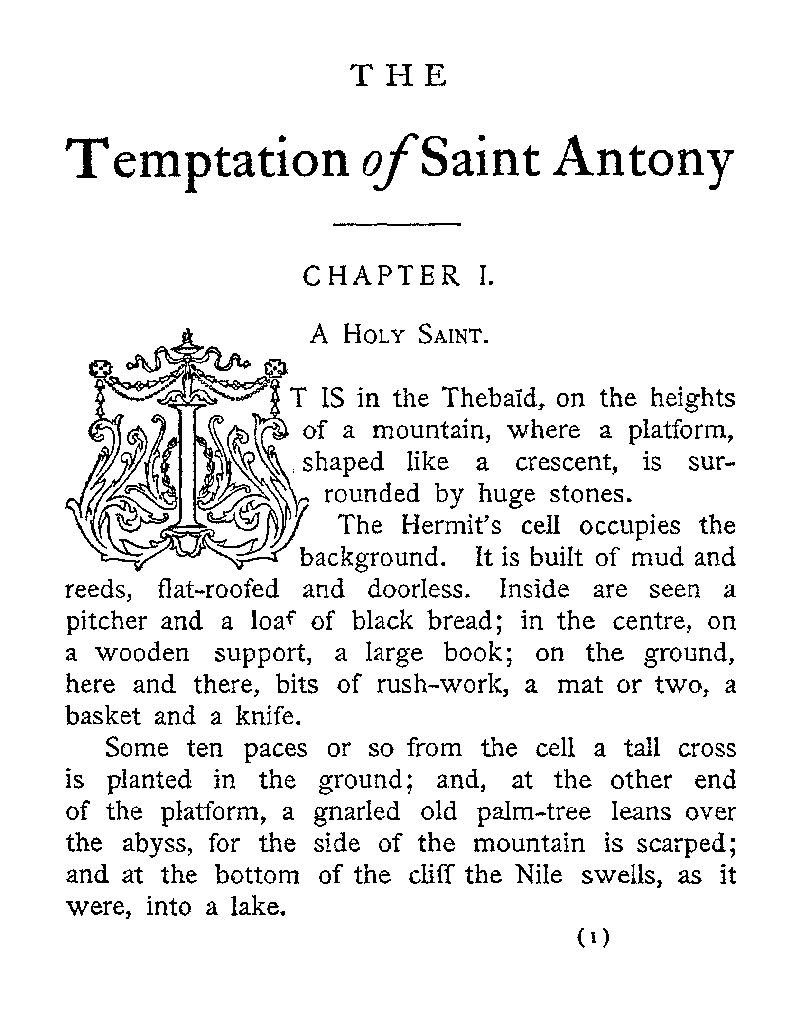 THE
Temptation of Saint Antony
CHAPTER I.
A HOLY SAINT.
IT IS in the Thebaïd, on the heights
of a mountain, where a platform,
shaped like a crescent, is sur-
rounded by huge stones.
The Hermit's cell occupies the
background. It is built of mud and
reeds, flat-roofed and doorless. Inside are seen a
pitcher and a loaf of black bread; in the centre, on
a wooden support, a large book; on the ground,
here and there, bits of rush-work, a mat or two, a
basket and a knife.
Some ten paces or so from the cell a tall cross
is planted in the ground; and, at the other end
of the platform, a gnarled old palm-tree leans over
the abyss, for the side of the mountain is scarped;
and at the bottom of the cliff the Nile swells, as it
were, into a lake.
(1)